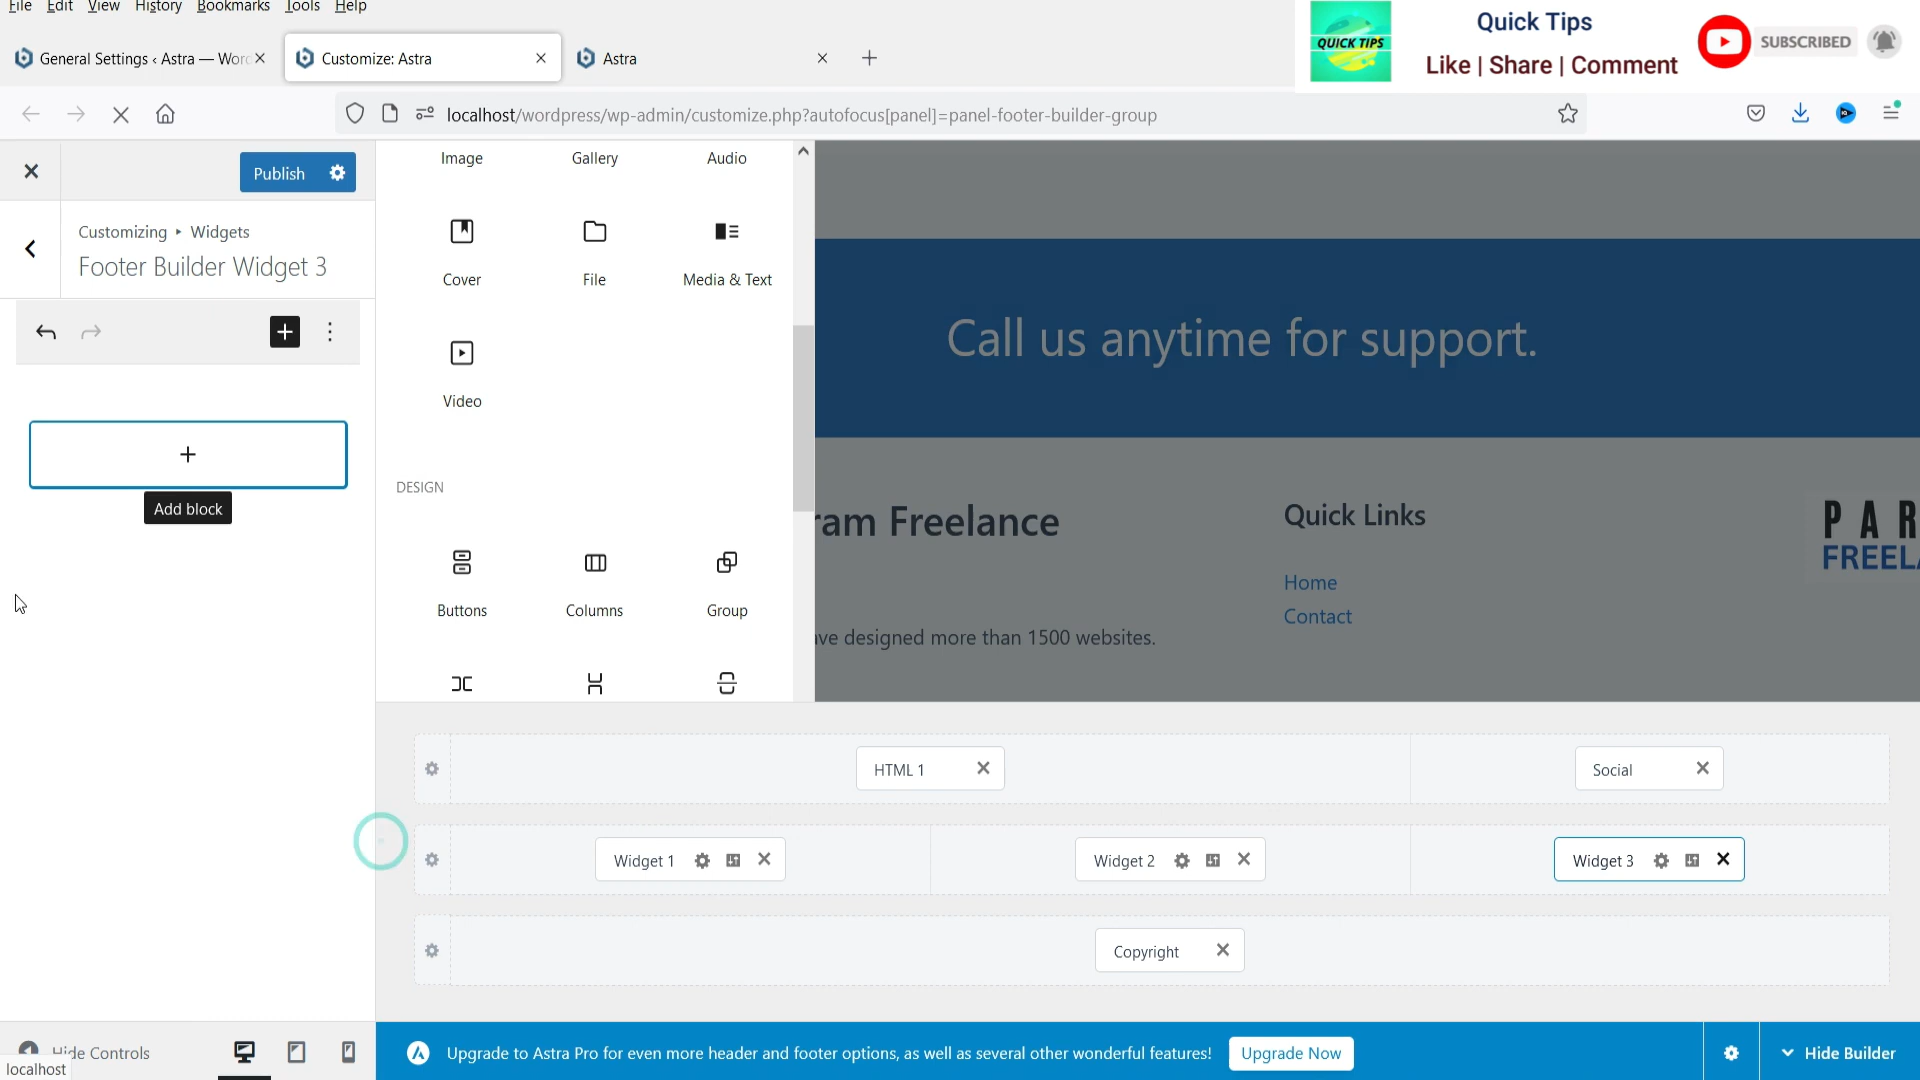 File Edit View History Bookmarks Tools Help
QUICK TIPS
Quick Tips
Like | Share | Comment
SUBSCRIBED
General Settings ‹ Astra — Word
Customize: Astra
Astra
localhost/wordpress/wp-admin/customize.php?autofocus[panel]=panel-footer-builder-group
Publish
Customizing ▸ Widgets
Footer Builder Widget 3
Add block
Image
Gallery
Audio
Cover
File
Media & Text
Video
DESIGN
Buttons
Columns
Group
Call us anytime for support.
ram Freelance
ve designed more than 1500 websites.
Quick Links
Home
Contact
PAR
FREELA
HTML 1
Social
Widget 1
Widget 2
Widget 3
Copyright
Hide Controls
localhost
Upgrade to Astra Pro for even more header and footer options, as well as several other wonderful features!
Upgrade Now
Hide Builder